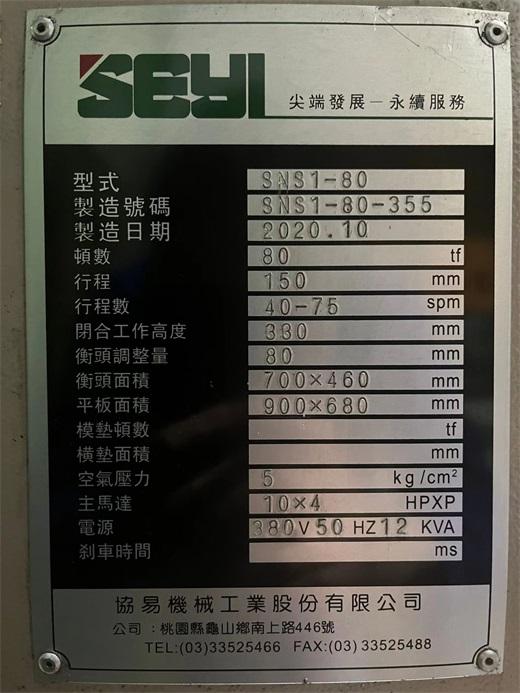 SEYI 尖端發展－永續服務
型式 SNS1-80
製造號碼 SNS1-80-355
製造日期 2020.10
頓數 80 tf
行程 150 mm
行程數 40-75 spm
閉合工作高度 330 mm
衡頭調整量 80 mm
衡頭面積 700×460 mm
平板面積 900×680 mm
模墊頓數 tf
橫墊面積 mm
空氣壓力 5 kg/cm²
主馬達 10×4 HPXP
電源 380V50 HZ12 KVA
刹車時間 ms
協易機械工業股份有限公司
公司：桃園縣龜山鄉南上路446號
TEL:(03)33525466 FAX:(03) 33525488